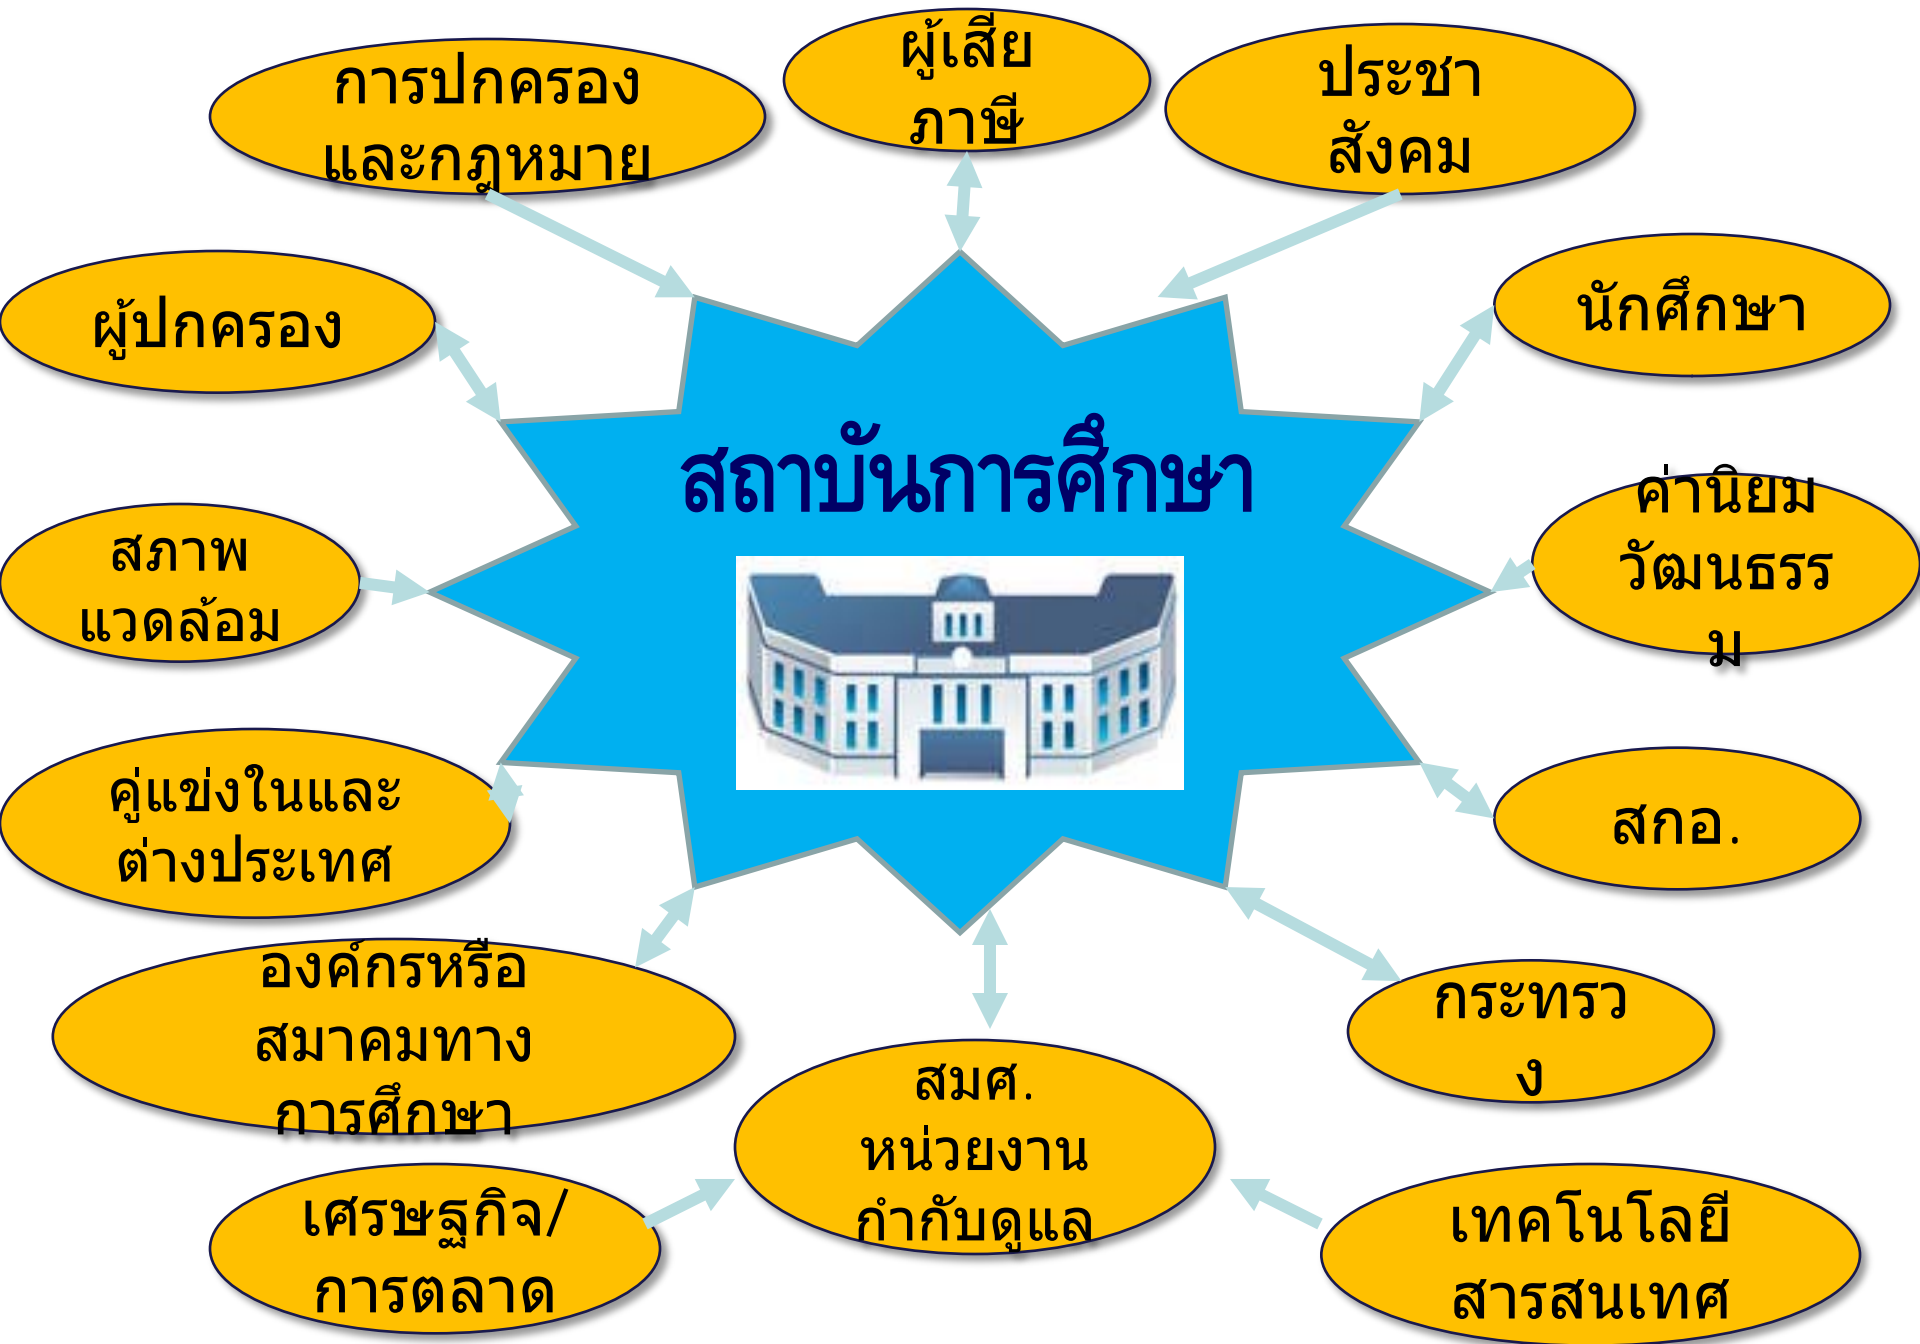 การปกครอง
และกฎหมาย
ผู้เสีย
ภาษี
ประชา
สังคม
ผู้ปกครอง
นักศึกษา
สถาบันการศึกษา
ค่านิยม
วัฒนธรร
ม
สภาพ
แวดล้อม
คู่แข่งในและ
ต่างประเทศ
สกอ.
องค์กรหรือ
สมาคมทาง
การศึกษา
กระทรว
ง
สมศ.
หน่วยงาน
กำกับดูแล
เศรษฐกิจ/
การตลาด
เทคโนโลยี
สารสนเทศ